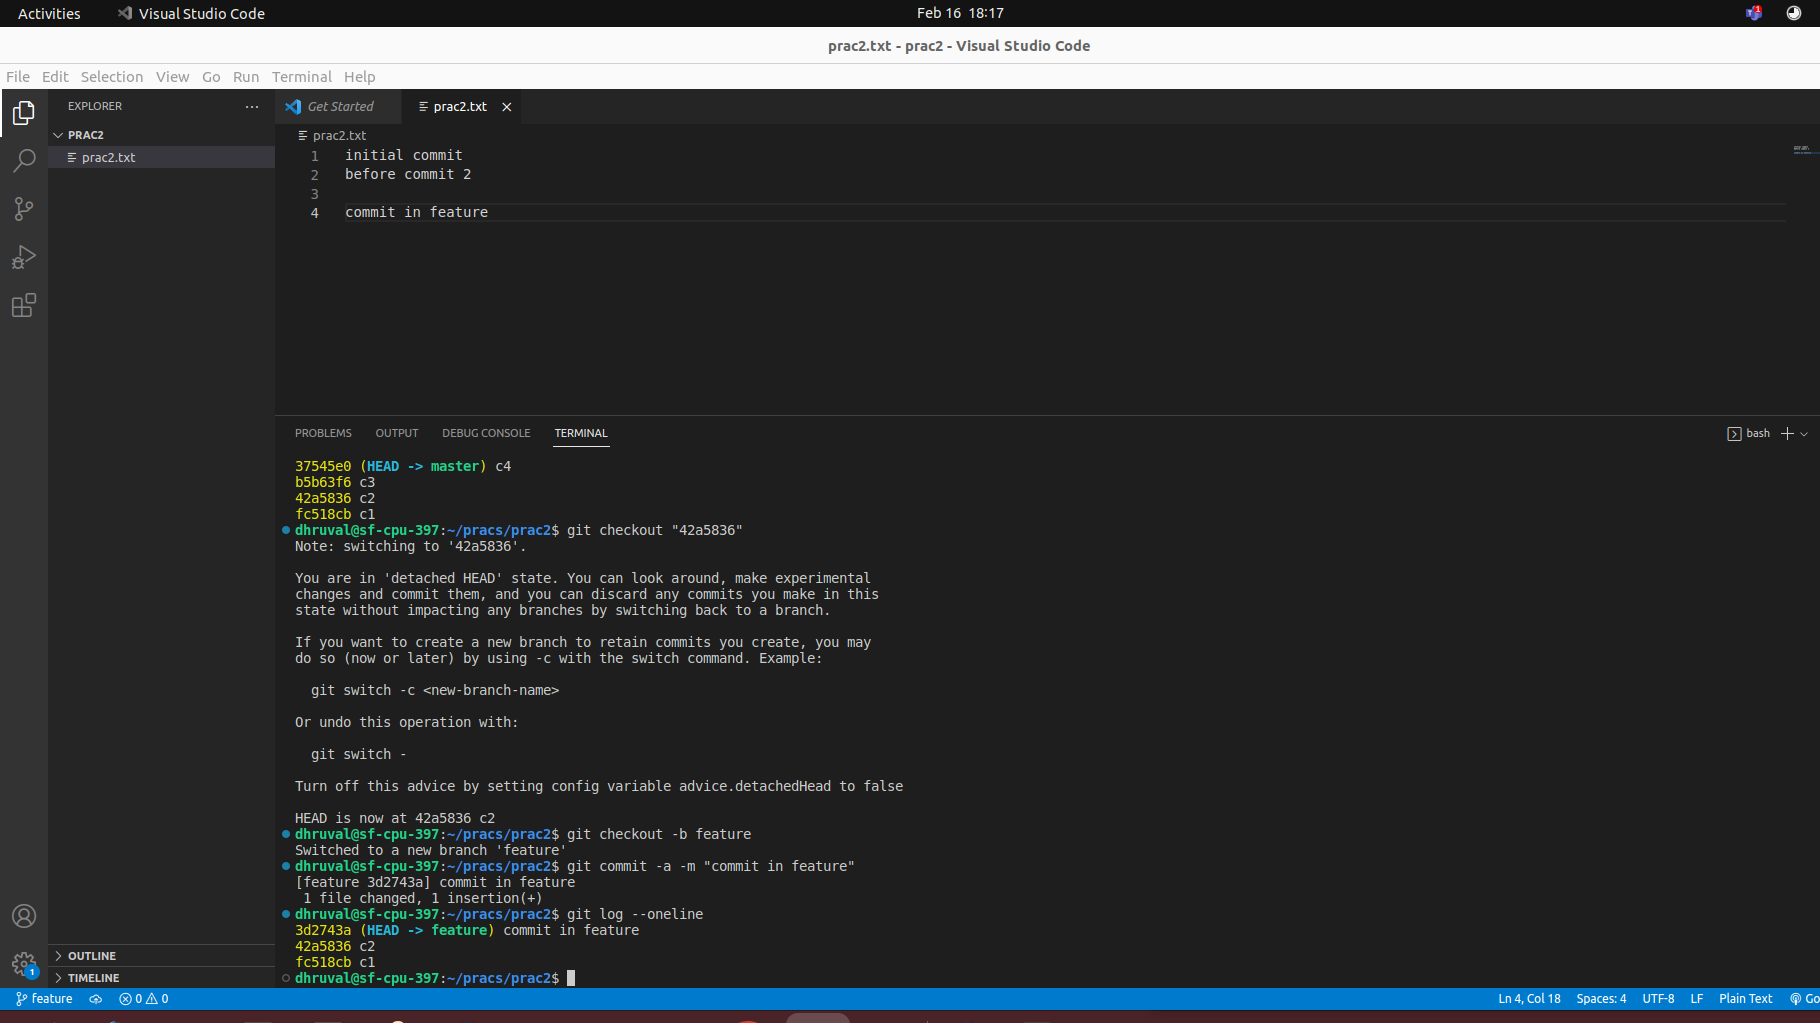 Activities Visual Studio Code Feb 16 18:17 1
prac2.txt - prac2 - Visual Studio Code
File Edit Selection View Go Run Terminal Help
EXPLORER ...
PRAC2
prac2.txt
Get Started prac2.txt
prac2.txt
1 initial commit
2 before commit 2
3
4 commit in feature
PROBLEMS OUTPUT DEBUG CONSOLE TERMINAL bash
37545e0 (HEAD -> master) c4
b5b63f6 c3
42a5836 c2
fc518cb c1
dhruval@sf-cpu-397:~/pracs/prac2$ git checkout "42a5836"
Note: switching to '42a5836'.
You are in 'detached HEAD' state. You can look around, make experimental
changes and commit them, and you can discard any commits you make in this
state without impacting any branches by switching back to a branch.
If you want to create a new branch to retain commits you create, you may
do so (now or later) by using -c with the switch command. Example:
git switch -c <new-branch-name>
Or undo this operation with:
git switch -
Turn off this advice by setting config variable advice.detachedHead to false
HEAD is now at 42a5836 c2
dhruval@sf-cpu-397:~/pracs/prac2$ git checkout -b feature
Switched to a new branch 'feature'
dhruval@sf-cpu-397:~/pracs/prac2$ git commit -a -m "commit in feature"
[feature 3d2743a] commit in feature
1 file changed, 1 insertion(+)
dhruval@sf-cpu-397:~/pracs/prac2$ git log --oneline
3d2743a (HEAD -> feature) commit in feature
42a5836 c2
fc518cb c1
dhruval@sf-cpu-397:~/pracs/prac2$
OUTLINE
TIMELINE
1
feature 0 0 Ln 4, Col 18 Spaces: 4 UTF-8 LF Plain Text Go